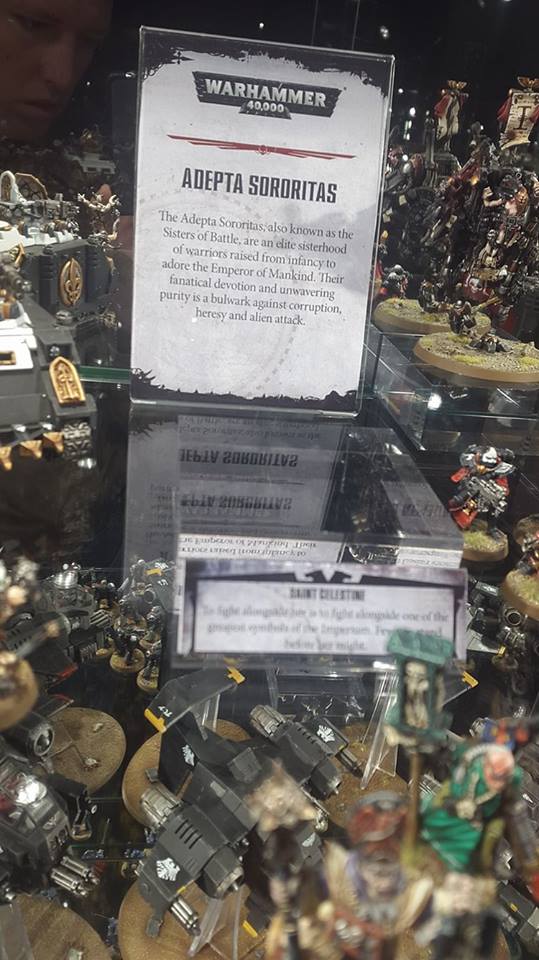 WARHAMMER
40,000
ADEPTA SORORITAS
The Adepta Sororitas, also known as the
Sisters of Battle, are an elite sisterhood
of warriors raised from infancy to
adore the Emperor of Mankind. Their
fanatical devotion and unwavering
purity is a bulwark against corruption,
heresy and alien attack.
SAINT CELESTINE
To fight alongside her is to fight alongside one of the
greatest symbols of the Imperium. Few can stand
before her might.